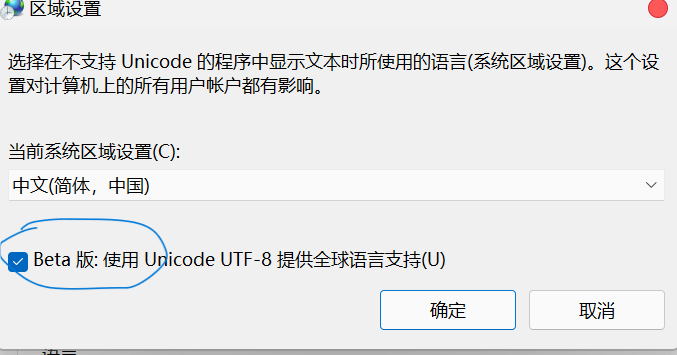 区域设置
选择在不支持 Unicode 的程序中显示文本时所使用的语言(系统区域设置)。这个设
置对计算机上的所有用户帐户都有影响。
当前系统区域设置(C):
中文(简体，中国)
Beta 版: 使用 Unicode UTF-8 提供全球语言支持(U)
确定
取消